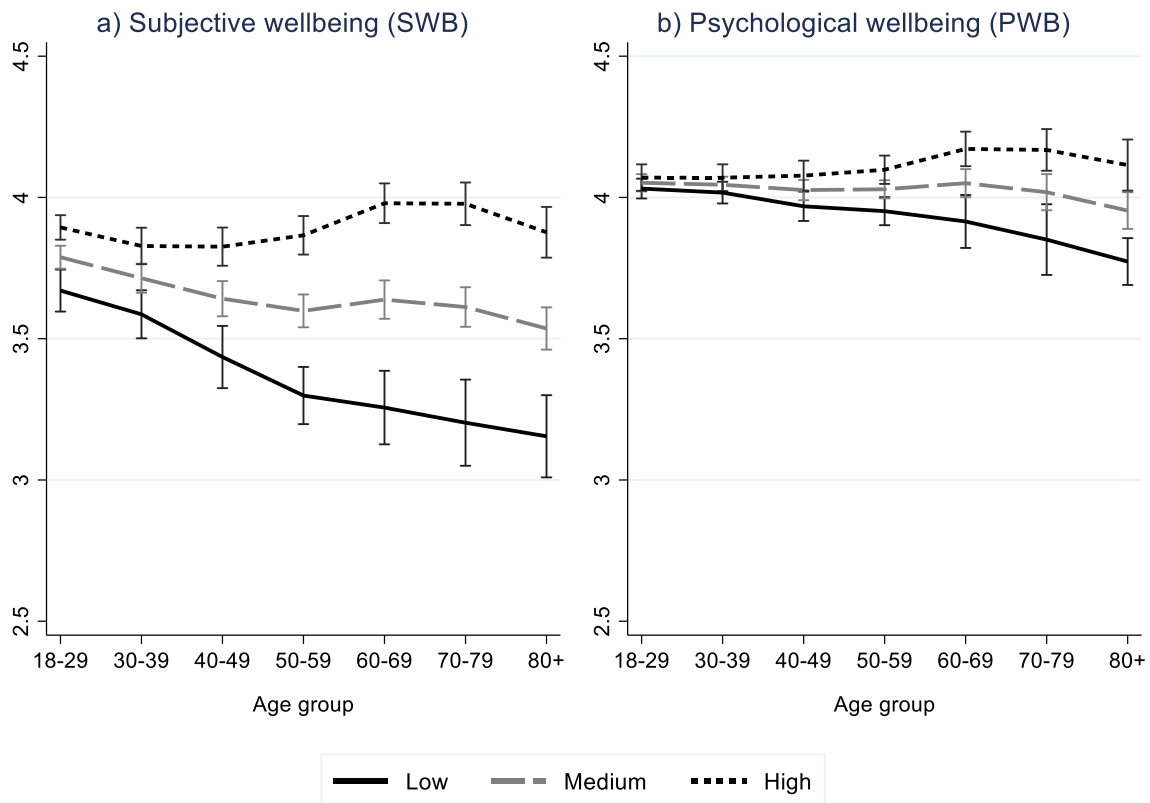 a) Subjective wellbeing (SWB)
4.5
4
3.5
3
2.5
18-29 30-39 40-49 50-59 60-69 70-79 80+
Age group
b) Psychological wellbeing (PWB)
4.5
4
3.5
3
2.5
18-29 30-39 40-49 50-59 60-69 70-79 80+
Age group
Low Medium High